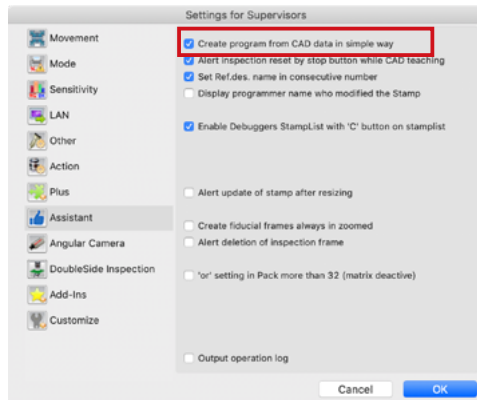 Settings for Supervisors
Movement
Mode
Sensitivity
LAN
Other
Action
Plus
Assistant
Angular Camera
DoubleSide Inspection
Add-Ins
Customize
Create program from CAD data in simple way
Alert inspection reset by stop button while CAD teaching
Set Ref.des. name in consecutive number
Display programmer name who modified the Stamp
Enable Debuggers StampList with 'C' button on stamplist
Alert update of stamp after resizing
Create fiducial frames always in zoomed
Alert deletion of inspection frame
'or' setting in Pack more than 32 (matrix deactive)
Output operation log
Cancel
OK